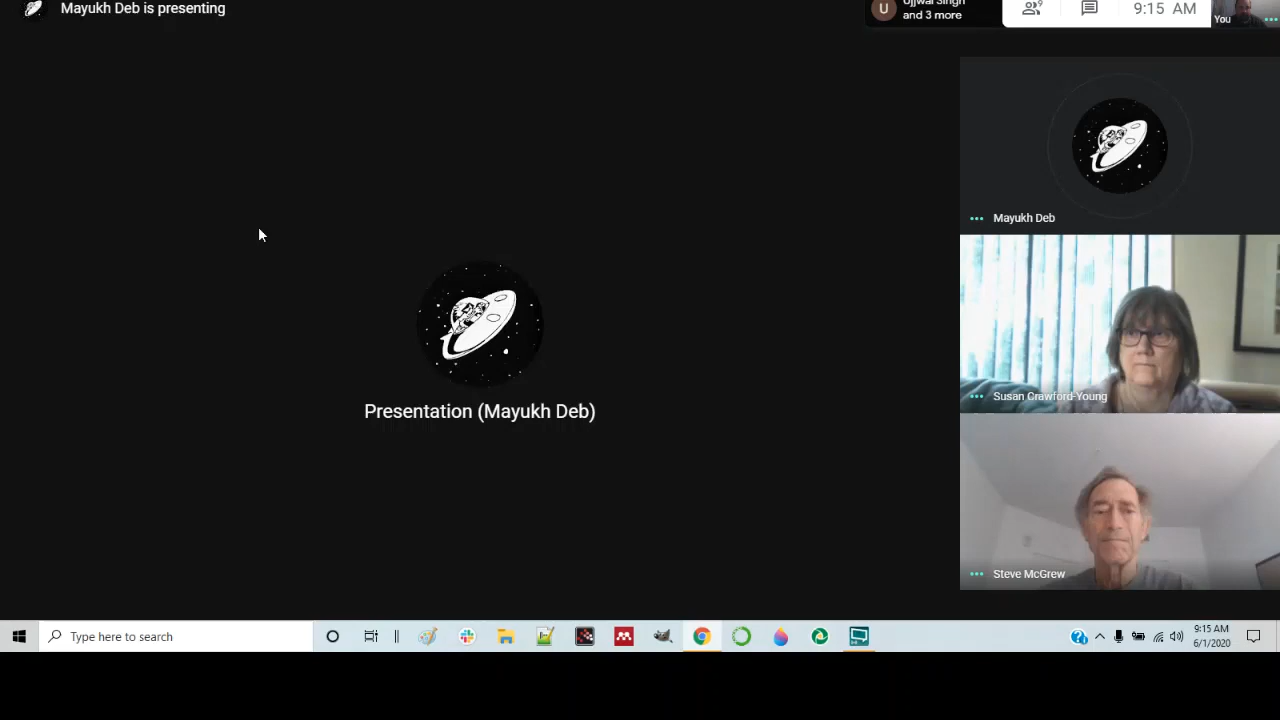 Mayukh Deb is presenting
U
Ujjwal Singh
and 3 more
9
9:15 AM
You
Mayukh Deb
Presentation (Mayukh Deb)
Susan Crawford-Young
Steve McGrew
Type here to search
9:15 AM
6/1/2020